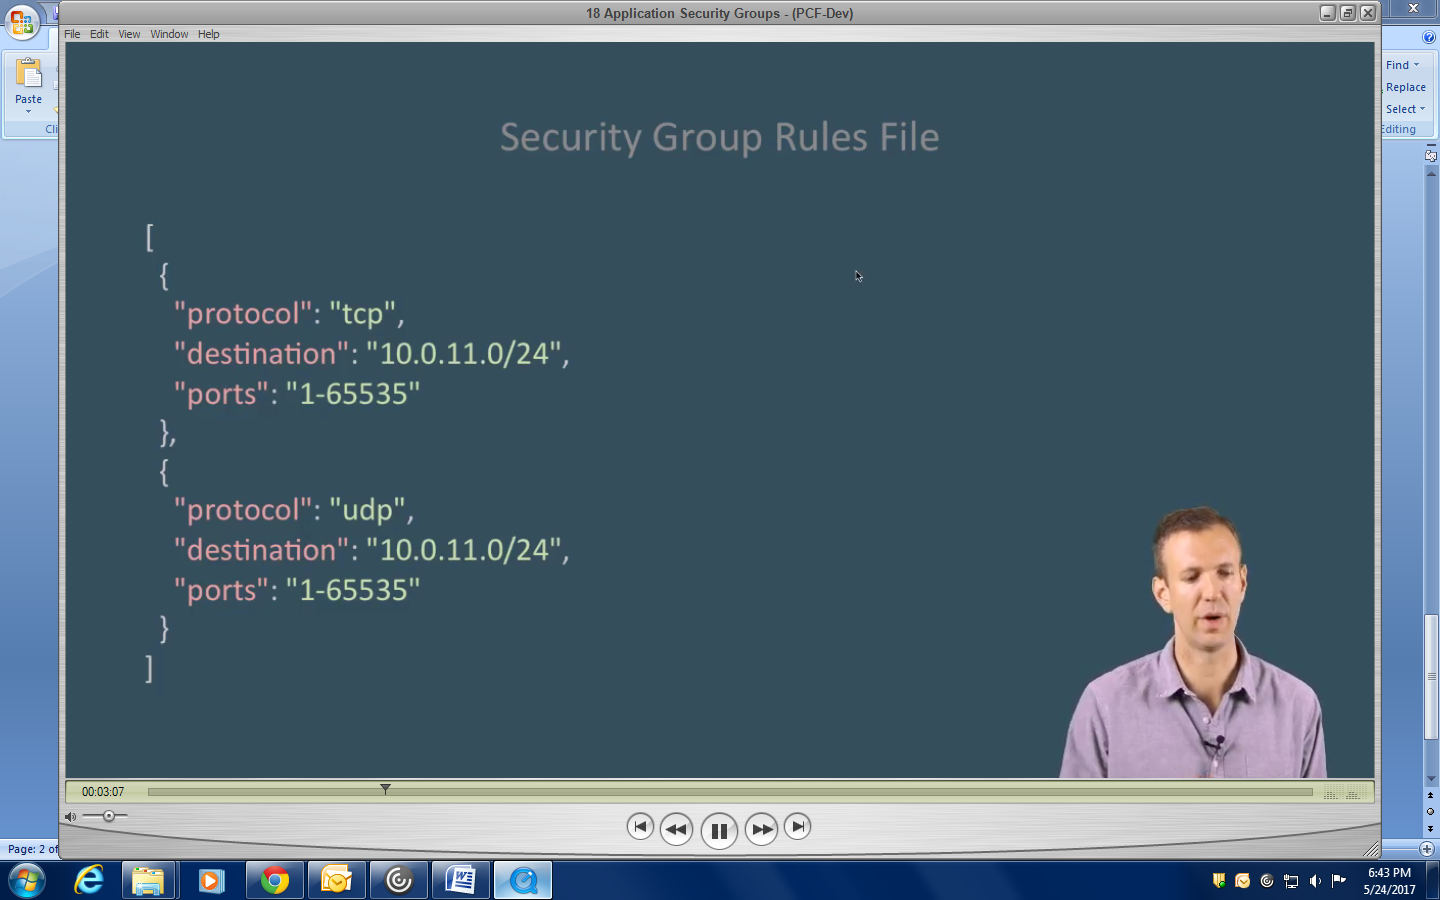 18 Application Security Groups - (PCF-Dev)
File Edit View Window Help
Find
Paste
Replace
Select
Cli
Editing
Security Group Rules File
[
{
"protocol": "tcp",
"destination": "10.0.11.0/24",
"ports": "1-65535"
},
{
"protocol": "udp",
"destination": "10.0.11.0/24",
"ports": "1-65535"
}
]
00:03:07
Page: 2 of
6:43 PM
5/24/2017